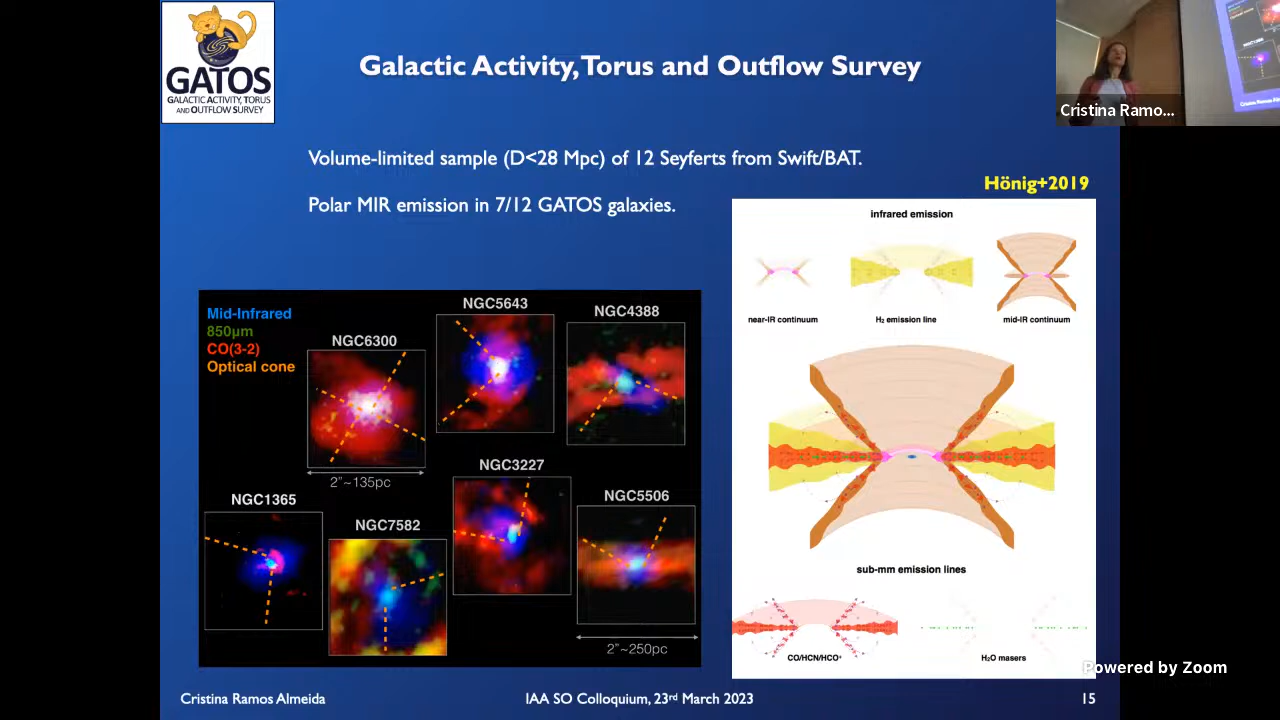 GATOS
GALACTIC ACTIVITY, TORUS
AND OUTFLOW SURVEY
Galactic Activity, Torus and Outflow Survey
Cristina Ramo...
Volume-limited sample (D<28 Mpc) of 12 Seyferts from Swift/BAT.
Polar MIR emission in 7/12 GATOS galaxies.
Hönig+2019
Mid-Infrared
850µm
CO(3-2)
Optical cone
NGC6300
2"~135pc
NGC5643
NGC4388
NGC1365
NGC7582
NGC3227
NGC5506
2"~250pc
infrared emission
near-IR continuum
H₂ emission line
mid-IR continuum
sub-mm emission lines
CO/HCN/HCO⁺
H₂O masers
Powered by Zoom
Cristina Ramos Almeida
IAA SO Colloquium, 23rd March 2023
15